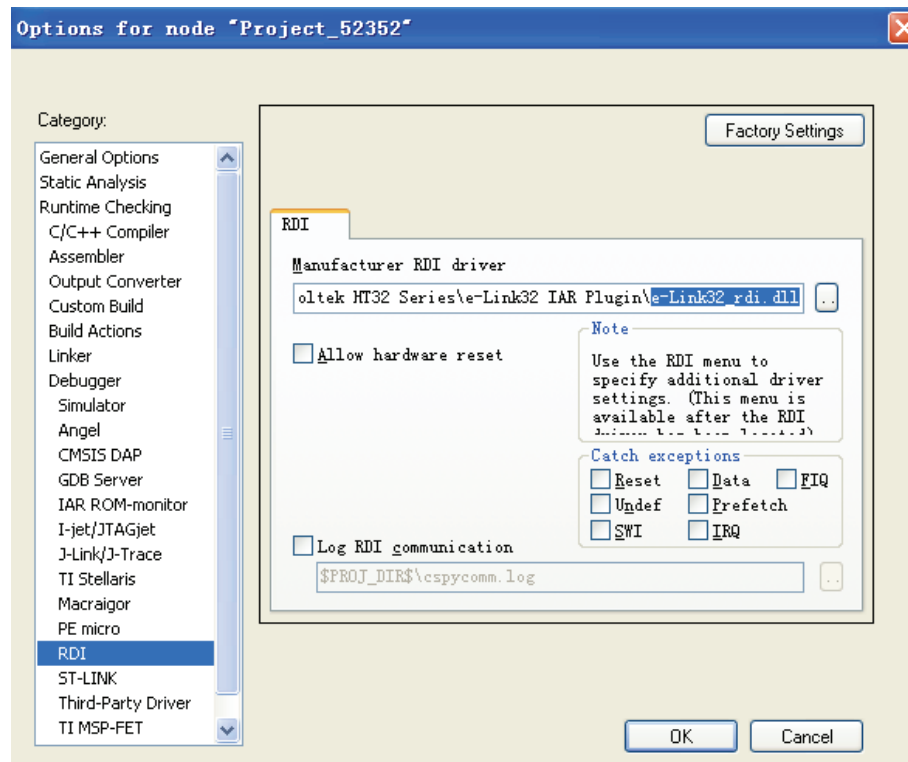 Options for node "Project_52352"
Category:
General Options
Static Analysis
Runtime Checking
C/C++ Compiler
Assembler
Output Converter
Custom Build
Build Actions
Linker
Debugger
Simulator
Angel
CMSIS DAP
GDB Server
IAR ROM-monitor
I-jet/JTAGjet
J-Link/J-Trace
TI Stellaris
Macraigor
PE micro
RDI
ST-LINK
Third-Party Driver
TI MSP-FET
Factory Settings
RDI
Manufacturer RDI driver
oltek HT32 Series\e-Link32 IAR Plugin\e-Link32_rdi.dll ..
Allow hardware reset
Note
Use the RDI menu to
specify additional driver
settings. (This menu is
available after the RDI
Catch exceptions
Reset Data FIQ
Undef Prefetch
SWI IRQ
Log RDI communication
$PROJ_DIR$\cspycomm.log ..
OK Cancel